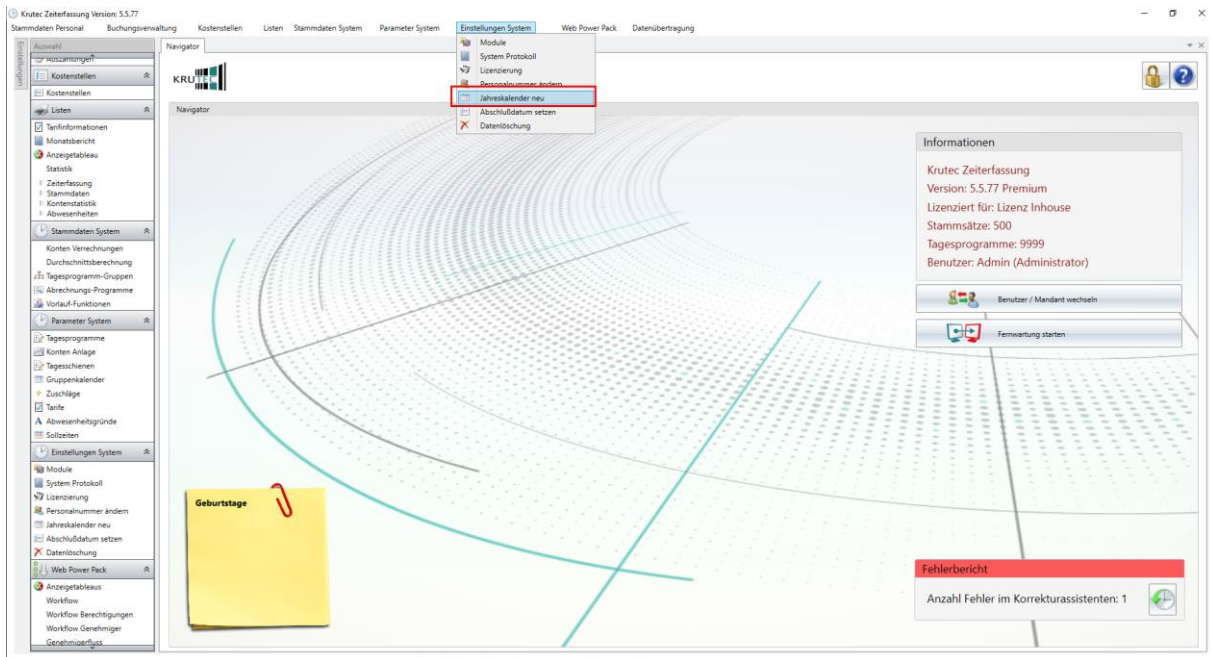 Krutec Zeiterfassung Version: 5.5.77
Stammdaten Personal Buchungsverwaltung Kostenstellen Listen Stammdaten System Parameter System Einstellungen System Web Power Pack Datenübertragung
Einstellungen
Auswahl
Auszahlungen
Kostenstellen
Kostenstellen
Listen
Tarifinformationen
Monatsbericht
Anzeigetableau
Statistik
Zeiterfassung
Stammdaten
Kontenstatistik
Abwesenheiten
Stammdaten System
Konten Verrechnungen
Durchschnittsberechnung
Tagesprogramm-Gruppen
Abrechnungs-Programme
Vorlauf-Funktionen
Parameter System
Tagesprogramme
Konten Anlage
Tagesschienen
Gruppenkalender
Zuschläge
Tarife
Abwesenheitsgründe
Sollzeiten
Einstellungen System
Module
System Protokoll
Lizenzierung
Personalnummer ändern
Jahreskalender neu
Abschlußdatum setzen
Datenlöschung
Web Power Pack
Anzeigetableaus
Workflow
Workflow Berechtigungen
Workflow Genehmiger
Genehmigerfluss
Navigator
KRUTEC
Navigator
Module
System Protokoll
Lizenzierung
Personalnummer ändern
Jahreskalender neu
Abschlußdatum setzen
Datenlöschung
Informationen
Krutec Zeiterfassung
Version: 5.5.77 Premium
Lizenziert für: Lizenz Inhouse
Stammsätze: 500
Tagesprogramme: 9999
Benutzer: Admin (Administrator)
Benutzer / Mandant wechseln
Fernwartung starten
Geburtstage
Fehlerbericht
Anzahl Fehler im Korrekturassistenten: 1